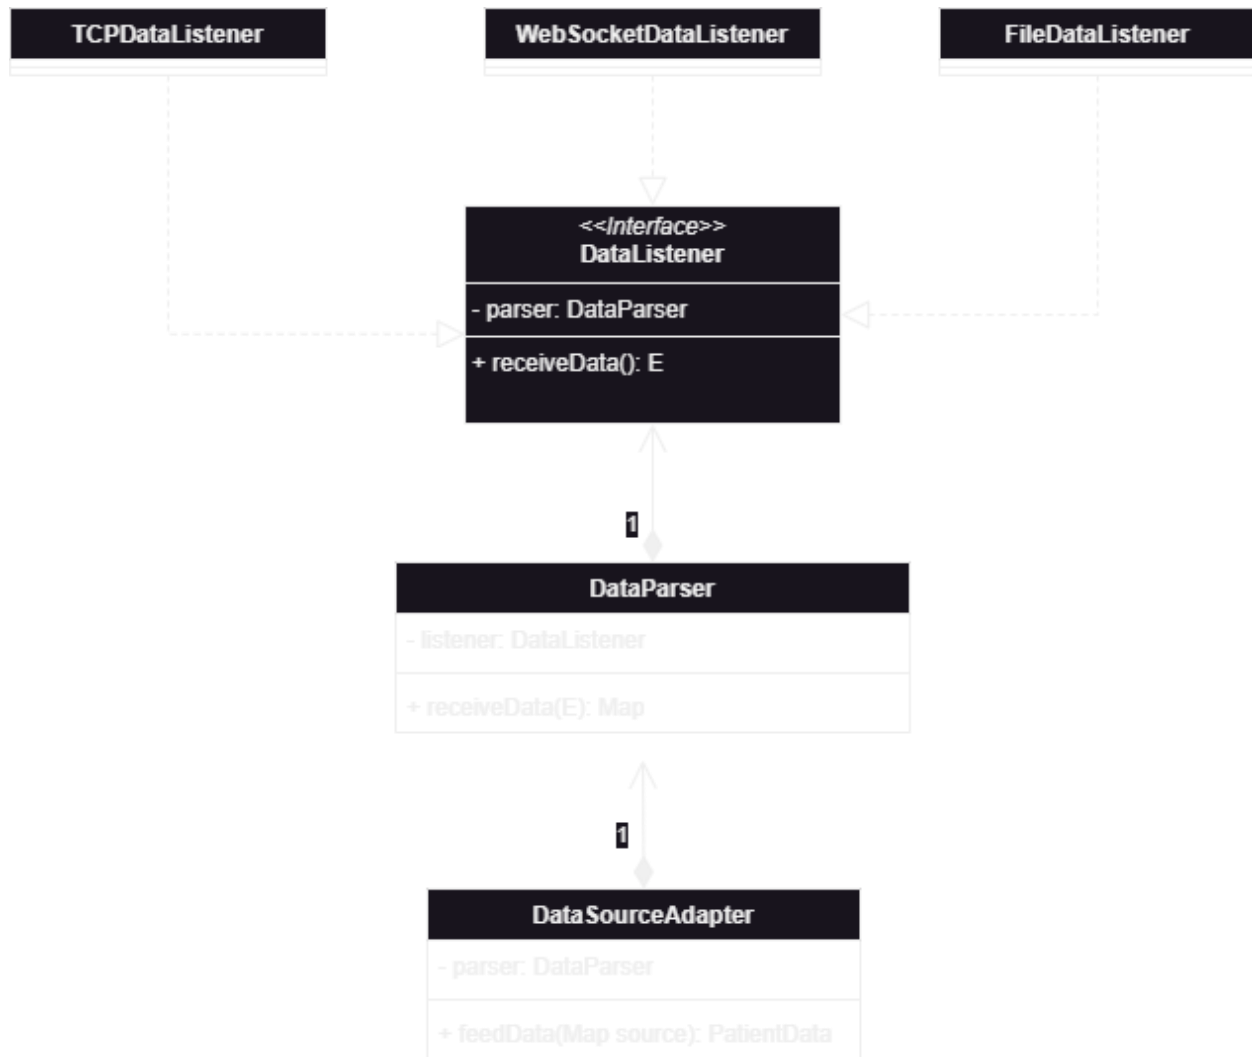 TCPDataListener
WebSocketDataListener
FileDataListener
<<Interface>>
DataListener
- parser: DataParser
+ receiveData(): E
1
DataParser
- listener: DataListener
+ receiveData(E): Map
1
DataSourceAdapter
- parser: DataParser
+ feedData(Map source): PatientData